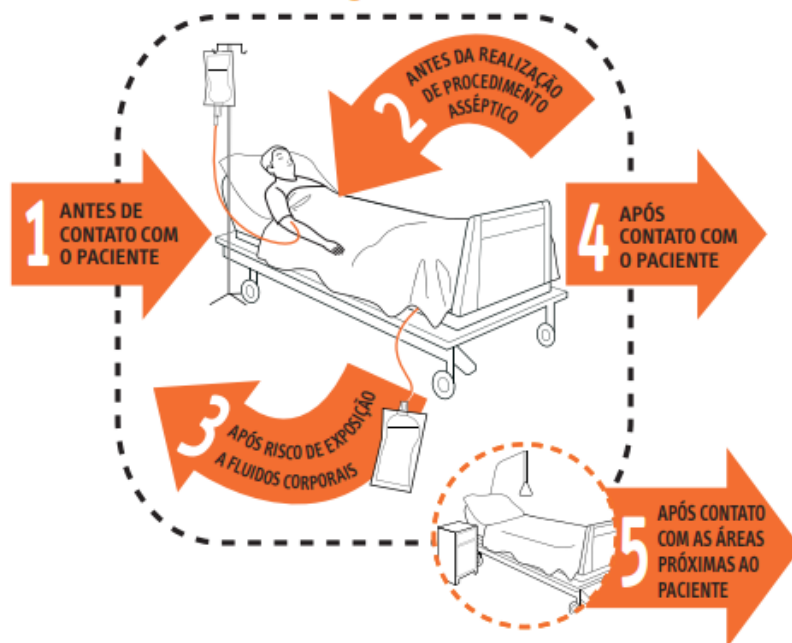 1
ANTES DE
CONTATO COM
O PACIENTE
2
ANTES DA REALIZAÇÃO
DE PROCEDIMENTO
ASSÉPTICO
3
APÓS RISCO DE EXPOSIÇÃO
A FLUIDOS CORPORAIS
4
APÓS
CONTATO COM
O PACIENTE
5
APÓS CONTATO
COM AS ÁREAS
PRÓXIMAS AO
PACIENTE